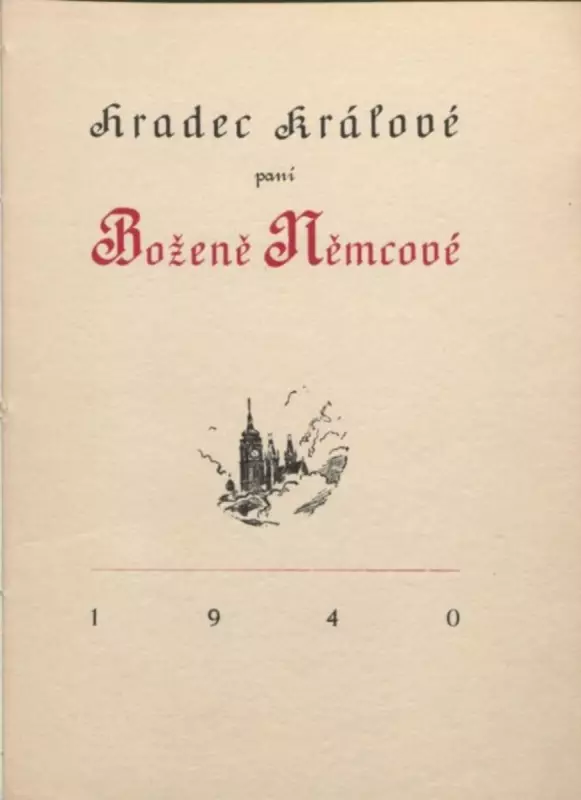 Hradec Králové
paní
Boženě Němcové
1 9 4 0